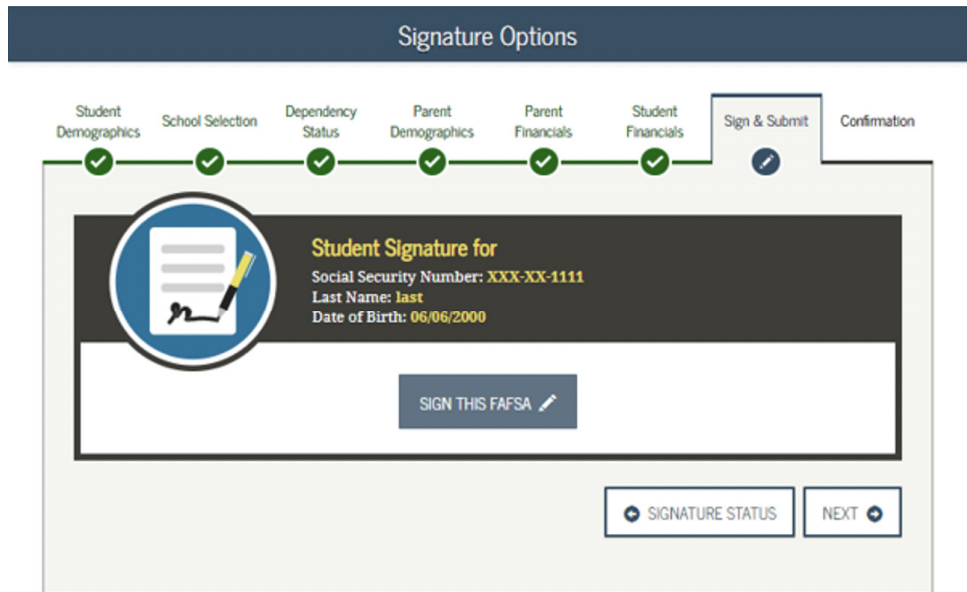 Signature Options
Student
Demographics
School Selection
Dependency
Status
Parent
Demographics
Parent
Financials
Student
Financials
Sign & Submit
Confirmation
Student Signature for
Social Security Number: XXX-XX-1111
Last Name: last
Date of Birth: 06/06/2000
SIGN THIS FAFSA
SIGNATURE STATUS
NEXT